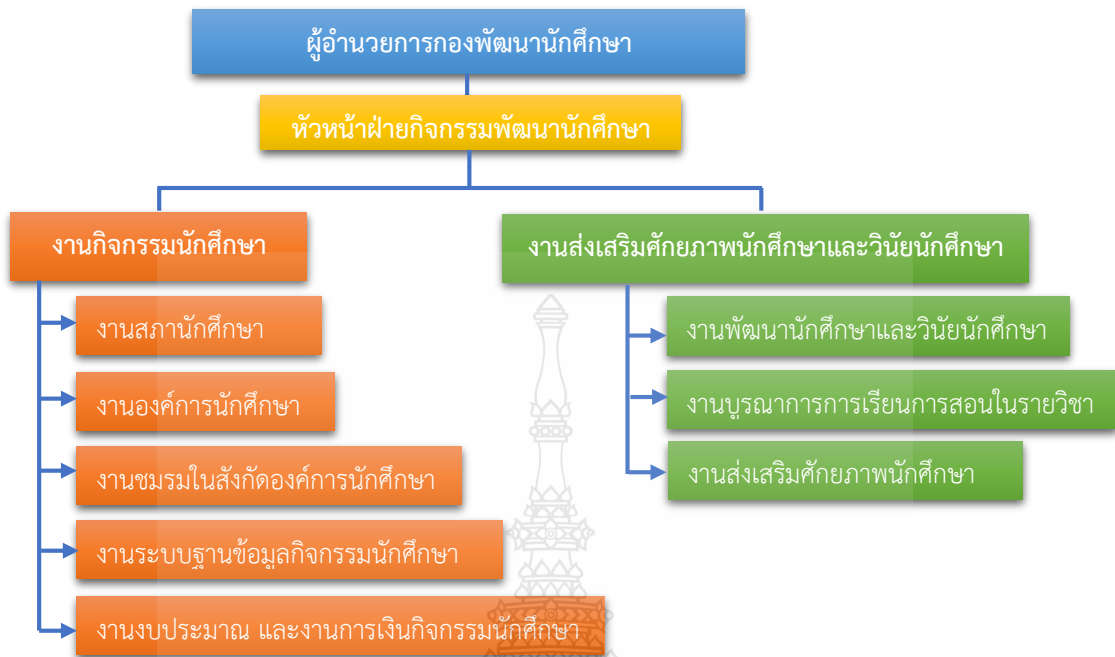 ผู้อำนวยการกองพัฒนานักศึกษา
หัวหน้าฝ่ายกิจกรรมพัฒนานักศึกษา
งานกิจกรรมนักศึกษา
งานสภานักศึกษา
งานองค์การนักศึกษา
งานชมรมในสังกัดองค์การนักศึกษา
งานระบบฐานข้อมูลกิจกรรมนักศึกษา
งานงบประมาณ และงานการเงินกิจกรรมนักศึกษา
งานส่งเสริมศักยภาพนักศึกษาและวินัยนักศึกษา
งานพัฒนานักศึกษาและวินัยนักศึกษา
งานบูรณาการการเรียนการสอนในรายวิชา
งานส่งเสริมศักยภาพนักศึกษา